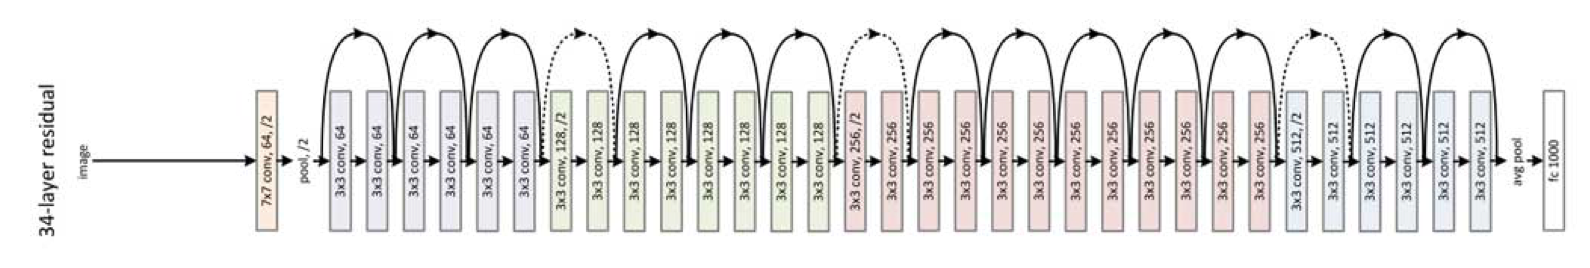 34-layer residual
image
7x7 conv, 64, /2
pool, /2
3x3 conv, 64
3x3 conv, 64
3x3 conv, 64
3x3 conv, 64
3x3 conv, 64
3x3 conv, 64
3x3 conv, 128, /2
3x3 conv, 128
3x3 conv, 128
3x3 conv, 128
3x3 conv, 128
3x3 conv, 128
3x3 conv, 128
3x3 conv, 128
3x3 conv, 256, /2
3x3 conv, 256
3x3 conv, 256
3x3 conv, 256
3x3 conv, 256
3x3 conv, 256
3x3 conv, 256
3x3 conv, 256
3x3 conv, 256
3x3 conv, 256
3x3 conv, 256
3x3 conv, 256
3x3 conv, 512, /2
3x3 conv, 512
3x3 conv, 512
3x3 conv, 512
3x3 conv, 512
3x3 conv, 512
avg pool
fc 1000